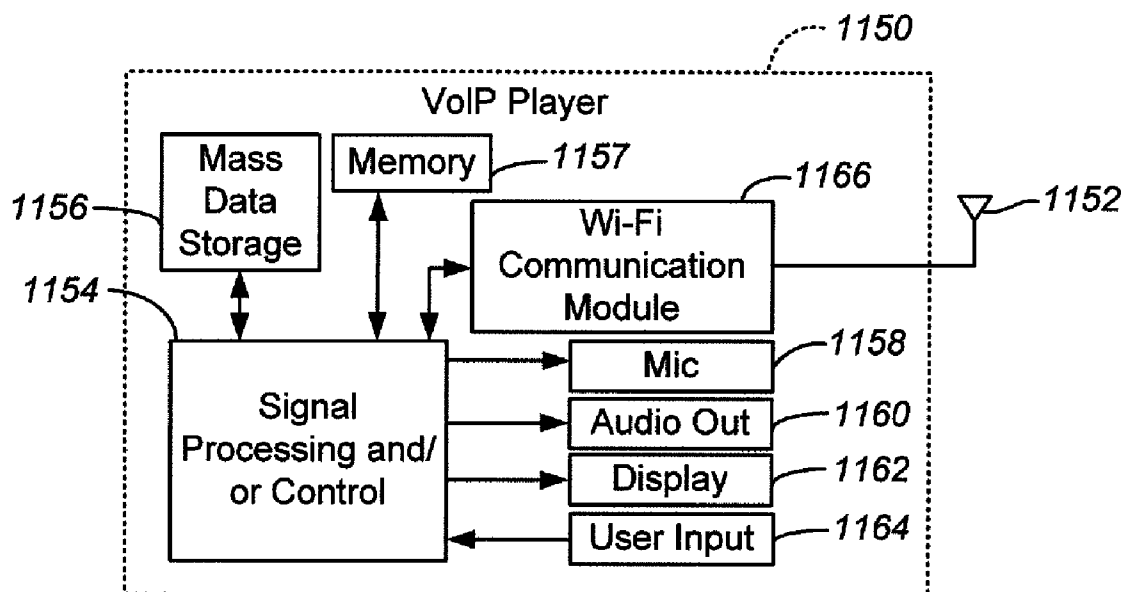 1150
VoIP Player
Mass
Data
Storage
1156
Memory
1157
1166
Wi-Fi
Communication
Module
1152
1154
Signal
Processing and/
or Control
Mic
1158
Audio Out
1160
Display
1162
User Input
1164